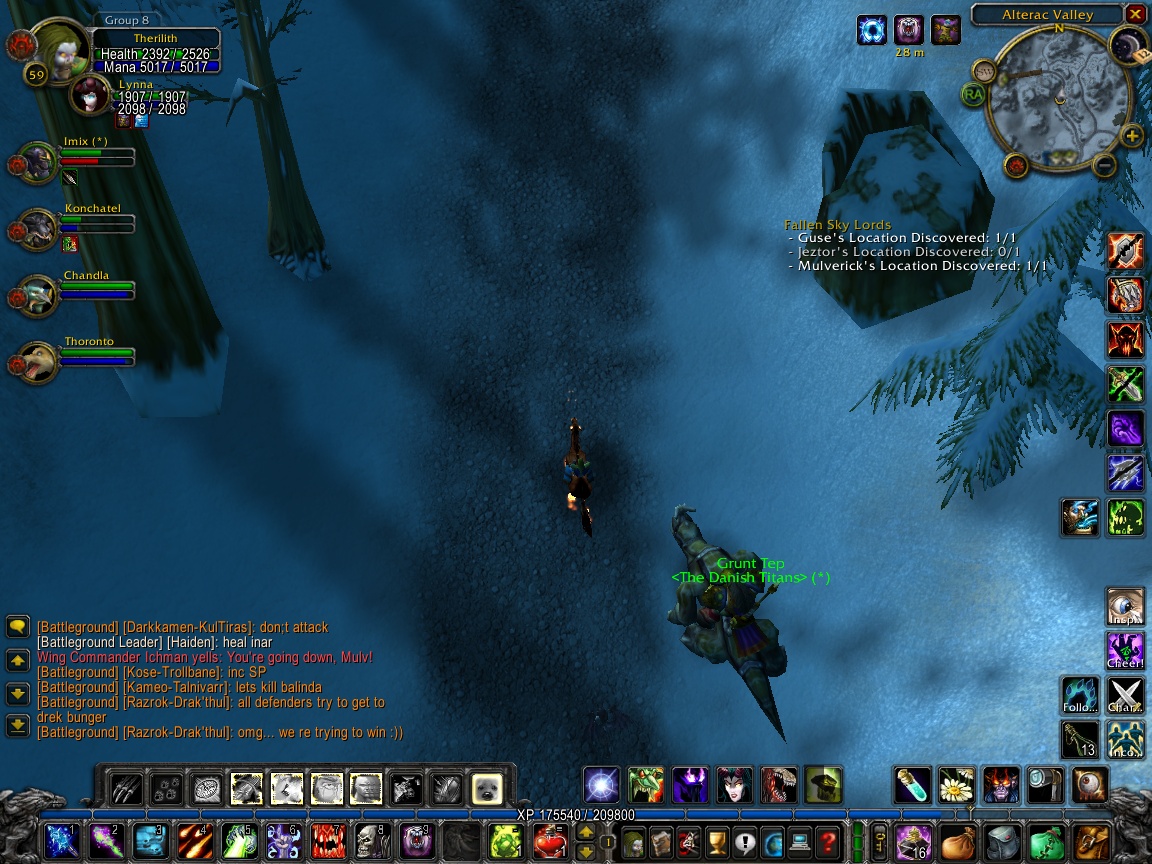 Group 8
Therilith
Health 2392 / 2526
Mana 5017 / 5017
59
Lynna
1907 / 1907
2098 / 2098
Imix (*)
Konchatel
Chandla
Thoronto
28 m
Alterac Valley
N
RA
Fallen Sky Lords
- Guse's Location Discovered: 1/1
- Jeztor's Location Discovered: 0/1
- Mulverick's Location Discovered: 1/1
Grunt Tep
<The Danish Titans> (*)
[Battleground] [Darkkamen-KulTiras]: don;t attack
[Battleground Leader] [Haiden]: heal inar
Wing Commander Ichman yells: You're going down, Mulv!
[Battleground] [Kose-Trollbane]: inc SP
[Battleground] [Kameo-Talnivarr]: lets kill balinda
[Battleground] [Razrok-Drak'thul]: all defenders try to get to
drek bunger
[Battleground] [Razrok-Drak'thul]: omg... we re trying to win :))
Inspe
Cheer!
Follo...
Char...
13
XP 175540 / 209800
1 2 3 4 5 6 7 8 9
1
16